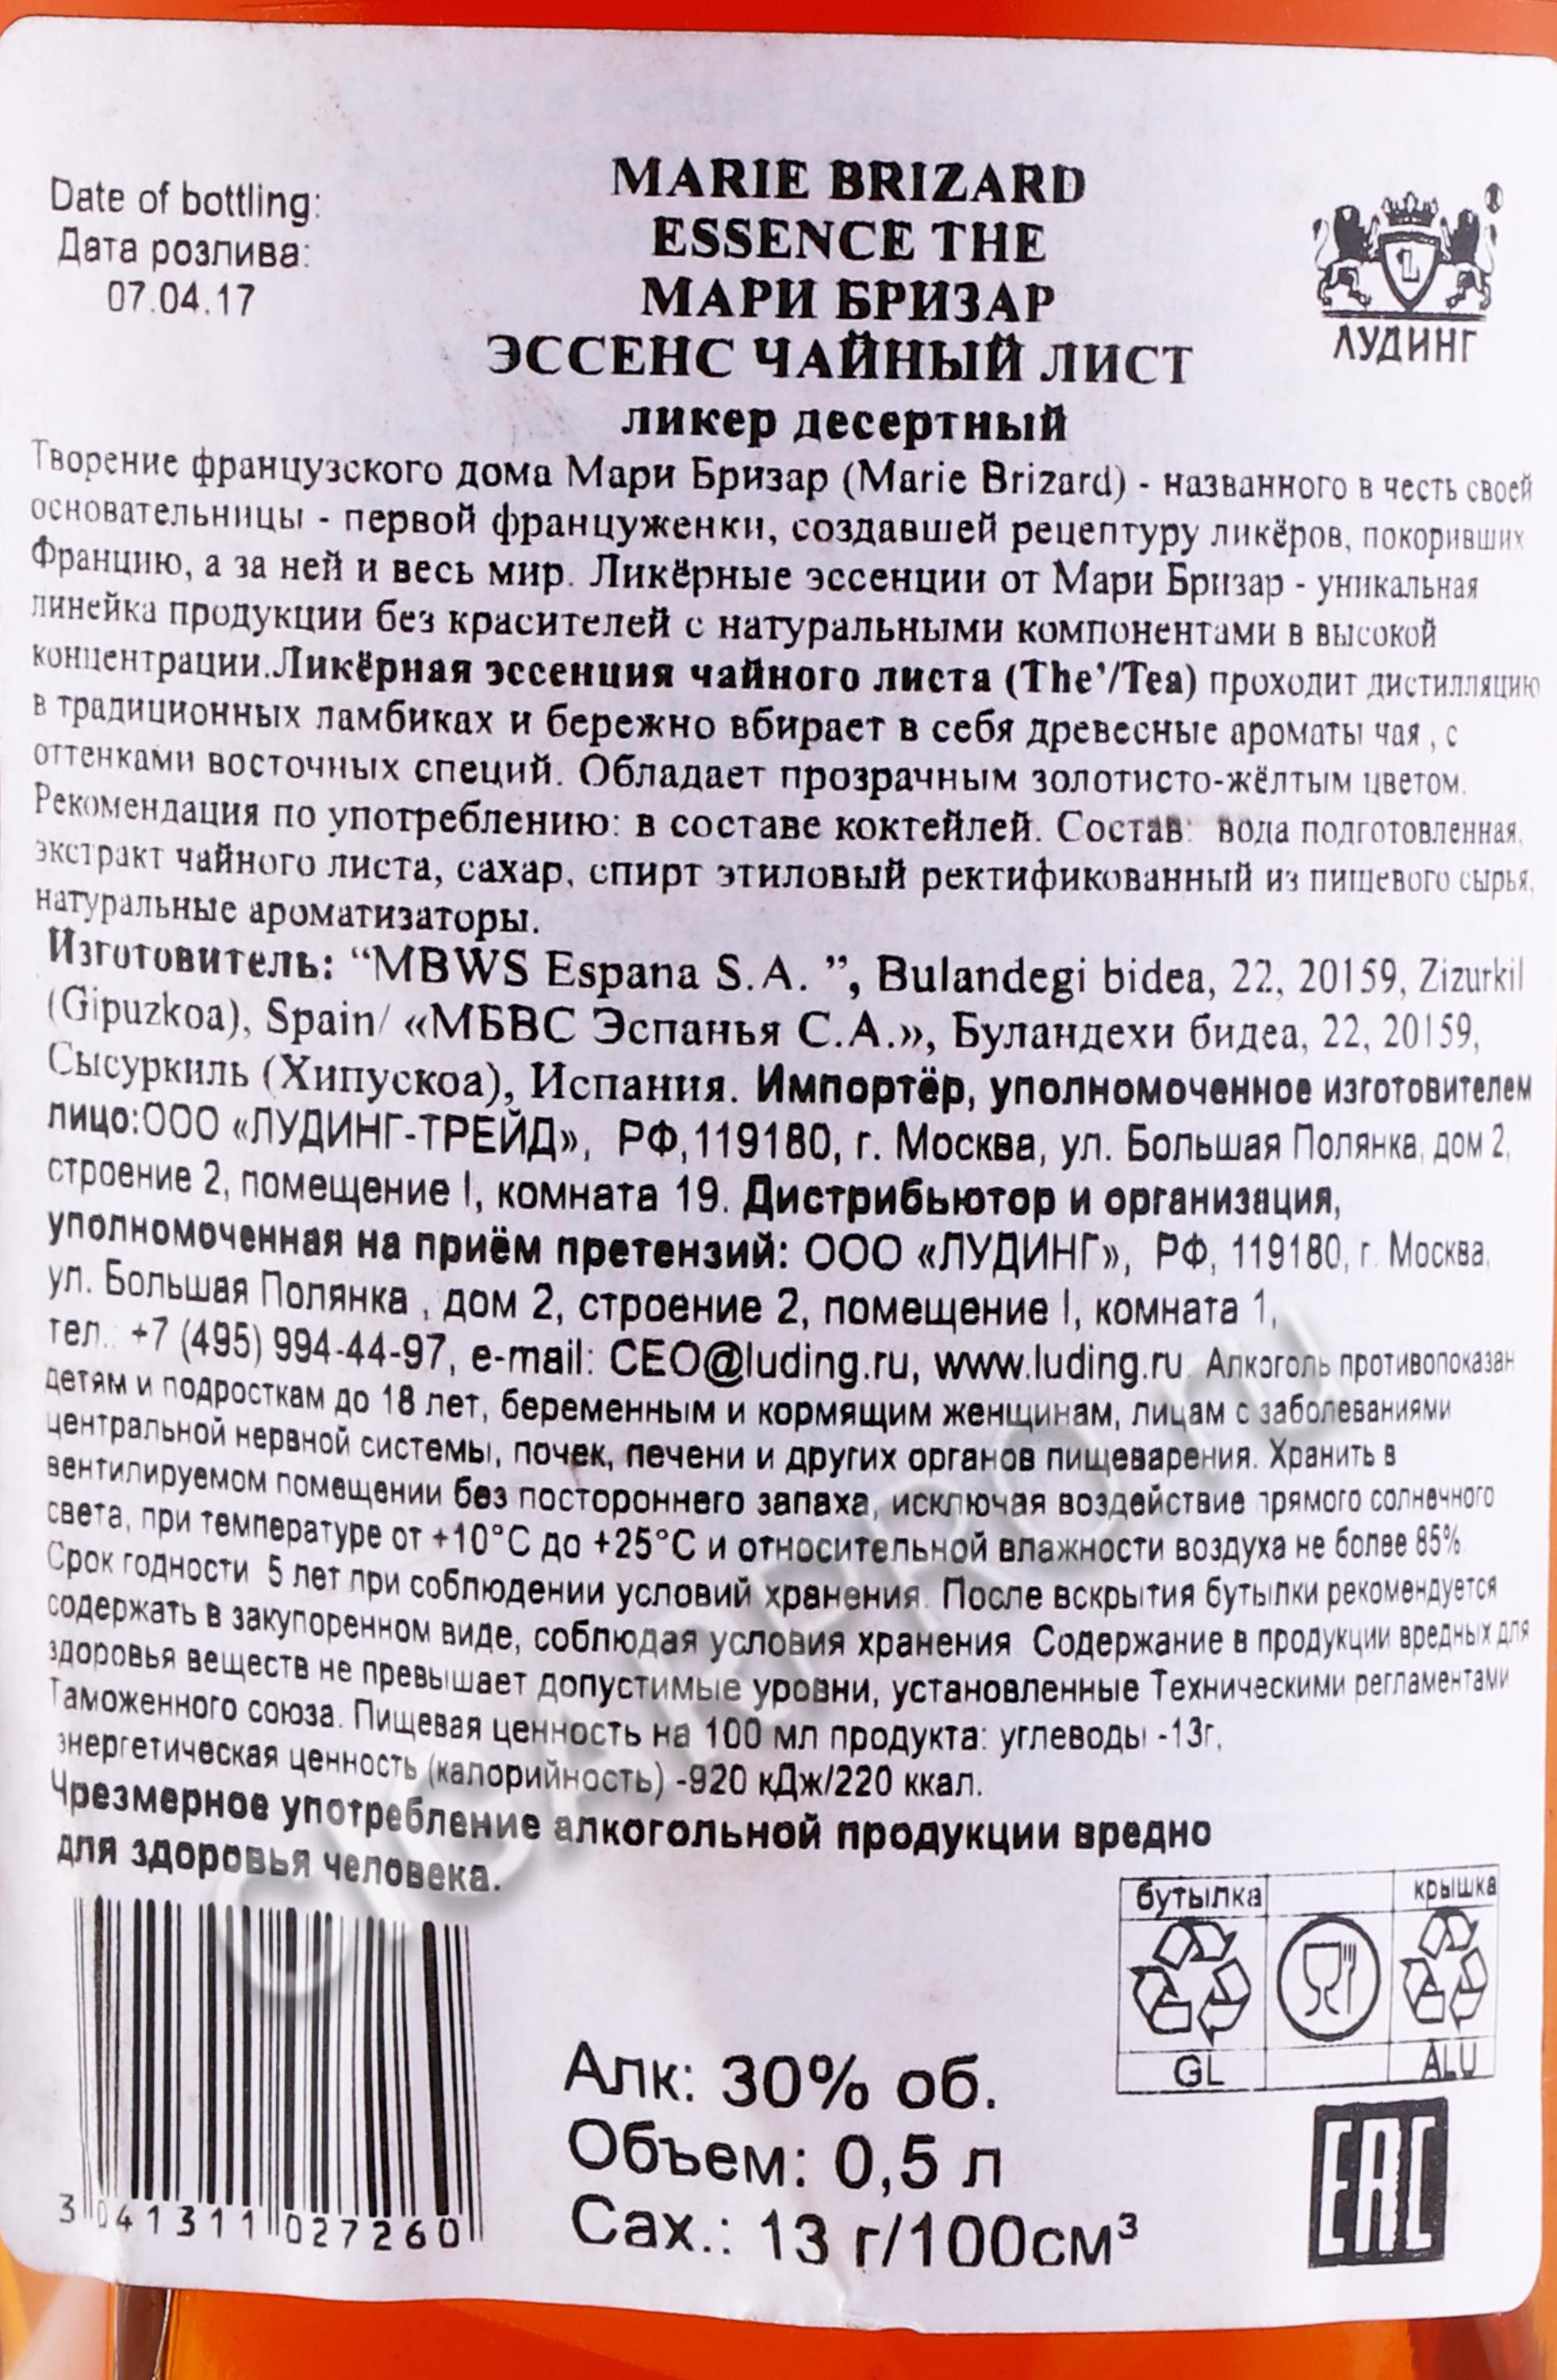 Date of bottling:
Дата розлива:
07.04.17
MARIE BRIZARD
ESSENCE THE
МАРИ БРИЗАР
ЭССЕНС ЧАЙНЫЙ ЛИСТ
ликер десертный
®
L
ЛУДИНГ
Творение французского дома Мари Бризар (Marie Brizard) - названного в честь своей
основательницы - первой француженки, создавшей рецептуру ликёров, покоривших
Францию, а за ней и весь мир. Ликёрные эссенции от Мари Бризар - уникальная
линейка продукции без красителей с натуральными компонентами в высокой
концентрации.Ликёрная эссенция чайного листа (The’/Tea) проходит дистилляцию
в традиционных ламбиках и бережно вбирает в себя древесные ароматы чая , с
оттенками восточных специй. Обладает прозрачным золотисто-жёлтым цветом.
Рекомендация по употреблению: в составе коктейлей. Состав: вода подготовленная,
экстракт чайного листа, сахар, спирт этиловый ректификованный из пищевого сырья,
натуральные ароматизаторы.
Изготовитель: “MBWS Espana S.A. ”, Bulandegi bidea, 22, 20159, Zizurkil
(Gipuzkoa), Spain/ «МБВС Эспанья С.А.», Буландехи бидеа, 22, 20159,
Сысуркиль (Хипускоа), Испания. Импортёр, уполномоченное изготовителем
лицо:ООО «ЛУДИНГ-ТРЕЙД», РФ,119180, г. Москва, ул. Большая Полянка, дом 2,
строение 2, помещение I, комната 19. Дистрибьютор и организация,
уполномоченная на приём претензий: ООО «ЛУДИНГ», РФ, 119180, г. Москва,
ул. Большая Полянка , дом 2, строение 2, помещение I, комната 1,
тел.: +7 (495) 994-44-97, e-mail: CEO@luding.ru, www.luding.ru. Алкоголь противопоказан
детям и подросткам до 18 лет, беременным и кормящим женщинам, лицам с заболеваниями
центральной нервной системы, почек, печени и других органов пищеварения. Хранить в
вентилируемом помещении без постороннего запаха, исключая воздействие прямого солнечного
света, при температуре от +10°С до +25°С и относительной влажности воздуха не более 85%.
Срок годности 5 лет при соблюдении условий хранения. После вскрытия бутылки рекомендуется
содержать в закупоренном виде, соблюдая условия хранения Содержание в продукции вредных для
здоровья веществ не превышает допустимые уровни, установленные Техническими регламентами
Таможенного союза. Пищевая ценность на 100 мл продукта: углеводы -13г,
энергетическая ценность (калорийность) -920 кДж/220 ккал.
Чрезмерное употребление алкогольной продукции вредно
для здоровья человека.
CIGARPRO.ru
бутылка крышка
GL ALU
Алк: 30% об.
Объем: 0,5 л
Сах.: 13 г/100см³
3 041311 027260
EAC